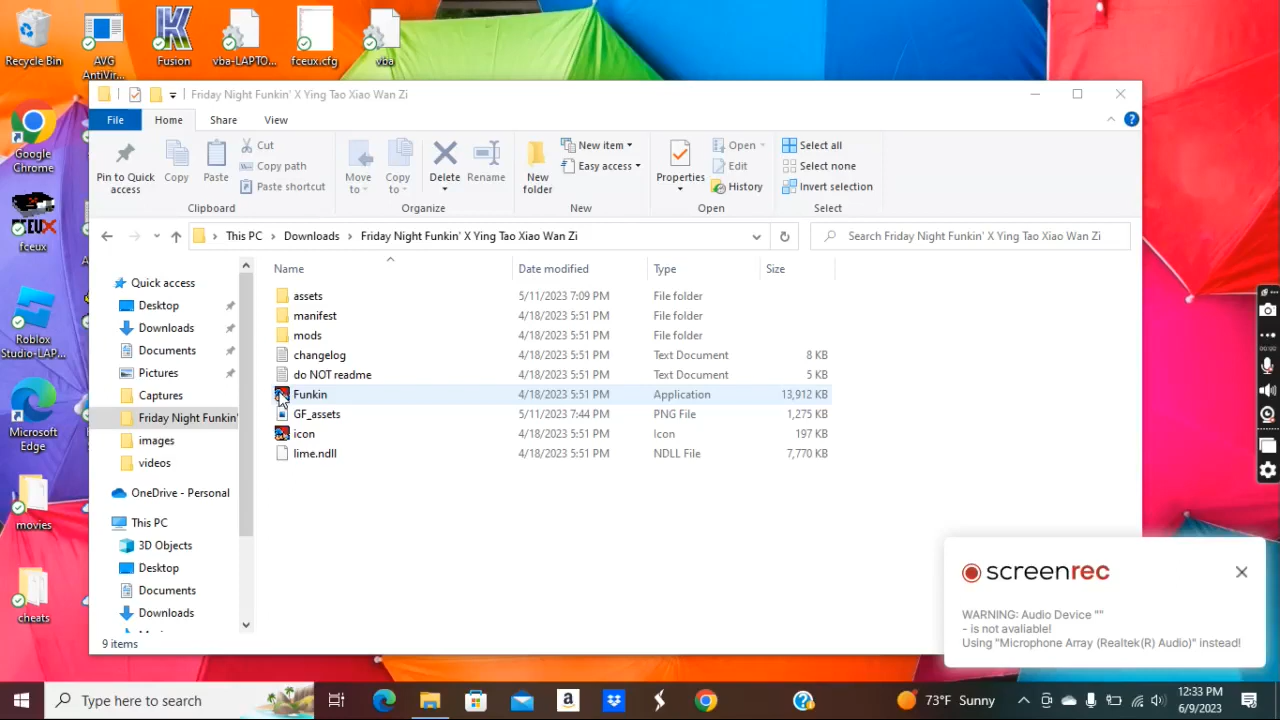 Recycle Bin
AVG
AntiVir...
Fusion
vba-LAPTO...
fceux.cfg
vba
Friday Night Funkin' X Ying Tao Xiao Wan Zi
File
Home
Share
View
Pin to Quick
access
Copy
Paste
Cut
Copy path
Paste shortcut
Clipboard
Move
to
Copy
to
Delete
Rename
Organize
New
folder
New item
Easy access
New
Properties
Open
Edit
History
Open
Select all
Select none
Invert selection
Select
Google
Chrome
FCEUX
fceux
Roblox
Studio-LAP...
Microsoft
Edge
movies
cheats
This PC
Downloads
Friday Night Funkin' X Ying Tao Xiao Wan Zi
Search Friday Night Funkin' X Ying Tao Xiao Wan Zi
Name
Date modified
Type
Size
Quick access
Desktop
Downloads
Documents
Pictures
Captures
Friday Night Funkin'
images
videos
OneDrive - Personal
This PC
3D Objects
Desktop
Documents
Downloads
assets 5/11/2023 7:09 PM File folder
manifest 4/18/2023 5:51 PM File folder
mods 4/18/2023 5:51 PM File folder
changelog 4/18/2023 5:51 PM Text Document 8 KB
do NOT readme 4/18/2023 5:51 PM Text Document 5 KB
Funkin 4/18/2023 5:51 PM Application 13,912 KB
GF_assets 5/11/2023 7:44 PM PNG File 1,275 KB
icon 4/18/2023 5:51 PM Icon 197 KB
lime.ndll 4/18/2023 5:51 PM NDLL File 7,770 KB
9 items
screenrec
WARNING: Audio Device ""
- is not avaliable!
Using "Microphone Array (Realtek(R) Audio)" instead!
Type here to search
73°F Sunny
12:33 PM
6/9/2023